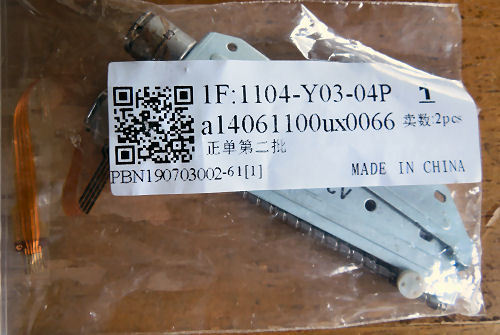 1F:1104-Y03-04P 1
a14061100ux0066 卖数:2pcs
正单第二批
PBN190703002-61[1]
MADE IN CHINA